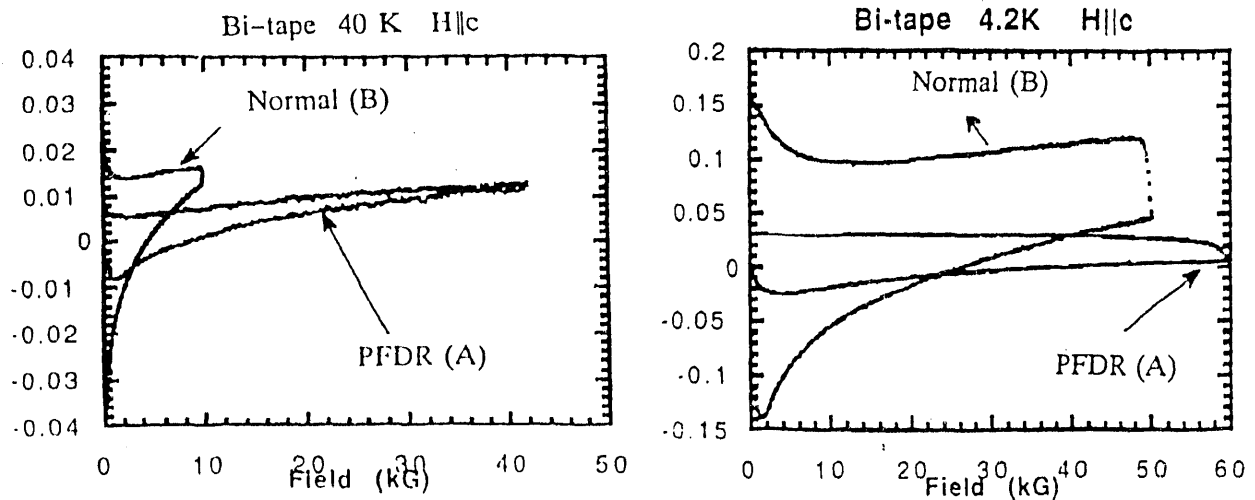 Bi-tape 40 K H||c
0.04
0.03
0.02
0.01
0
-0.01
-0.02
-0.03
-0.04
Normal (B)
PFDR (A)
0 10 20 30 40 50
Field (kG)
Bi-tape 4.2K H||c
0.2
0.15
0.1
0.05
0
-0.05
-0.1
-0.15
Normal (B)
PFDR (A)
0 10 20 30 40 50 60
Field (kG)